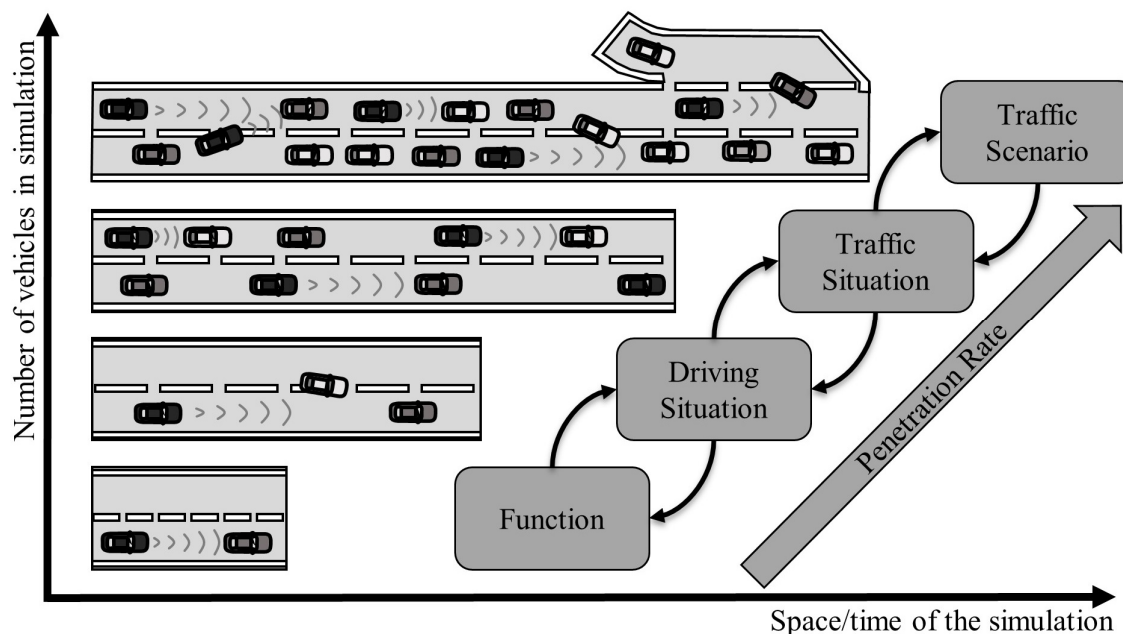 Number of vehicles in simulation
Traffic
Scenario
Traffic
Situation
Driving
Situation
Function
Penetration Rate
Space/time of the simulation